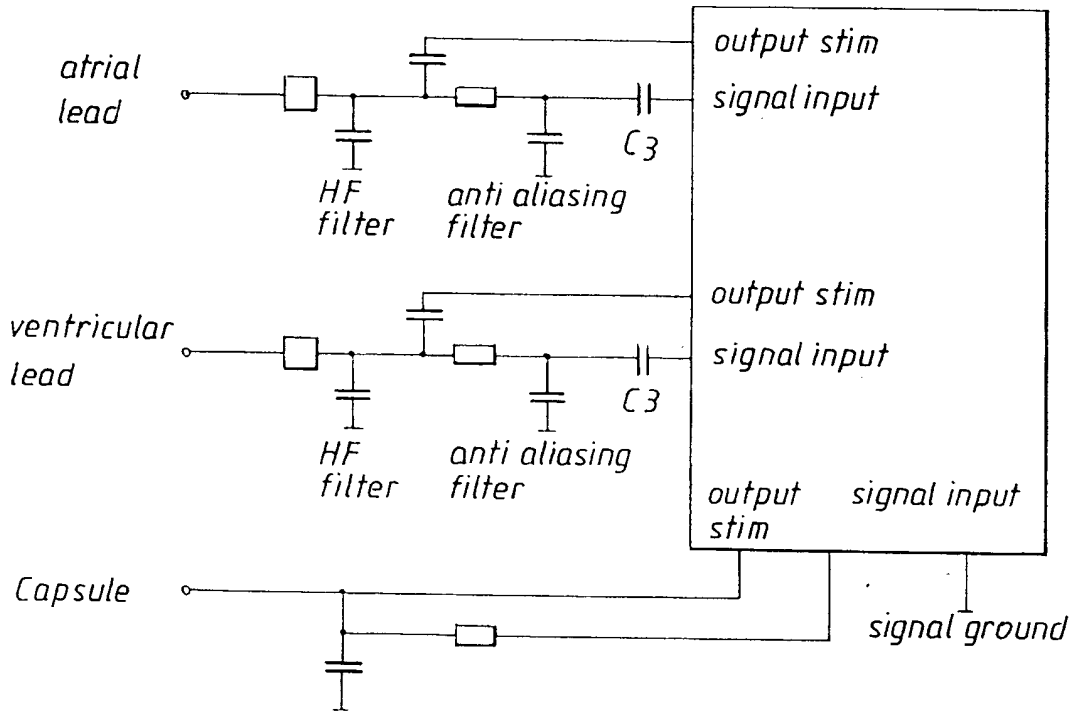 output stim
atrial
lead
signal input
C3
HF
filter
anti aliasing
filter
output stim
ventricular
lead
signal input
C3
HF
filter
anti aliasing
filter
output
stim
signal input
Capsule
signal ground